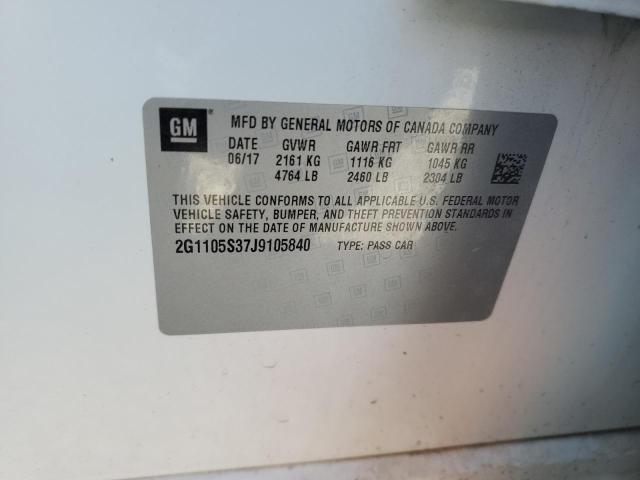 GM
MFD BY GENERAL MOTORS OF CANADA COMPANY
DATE GVWR GAWR FRT GAWR RR
06/17 2161 KG 1116 KG 1045 KG
4764 LB 2460 LB 2304 LB
THIS VEHICLE CONFORMS TO ALL APPLICABLE U.S. FEDERAL MOTOR
VEHICLE SAFETY, BUMPER, AND THEFT PREVENTION STANDARDS IN
EFFECT ON THE DATE OF MANUFACTURE SHOWN ABOVE.
2G1105S37J9105840 TYPE: PASS CAR